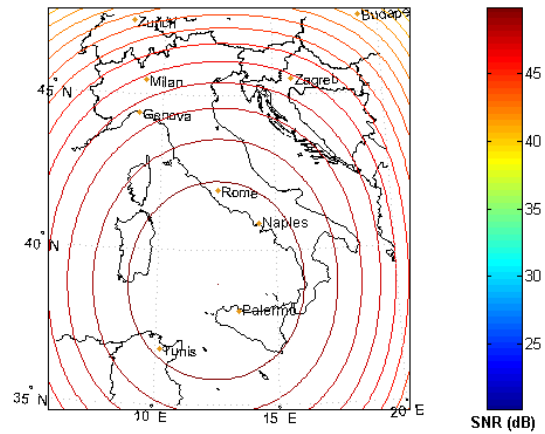 Zurich
Budap
Milan
Zagreb
45° N
Genova
Rome
Naples
40° N
Palermo
Tunis
35° N
10° E
15° E
20° E
45
40
35
30
25
SNR (dB)